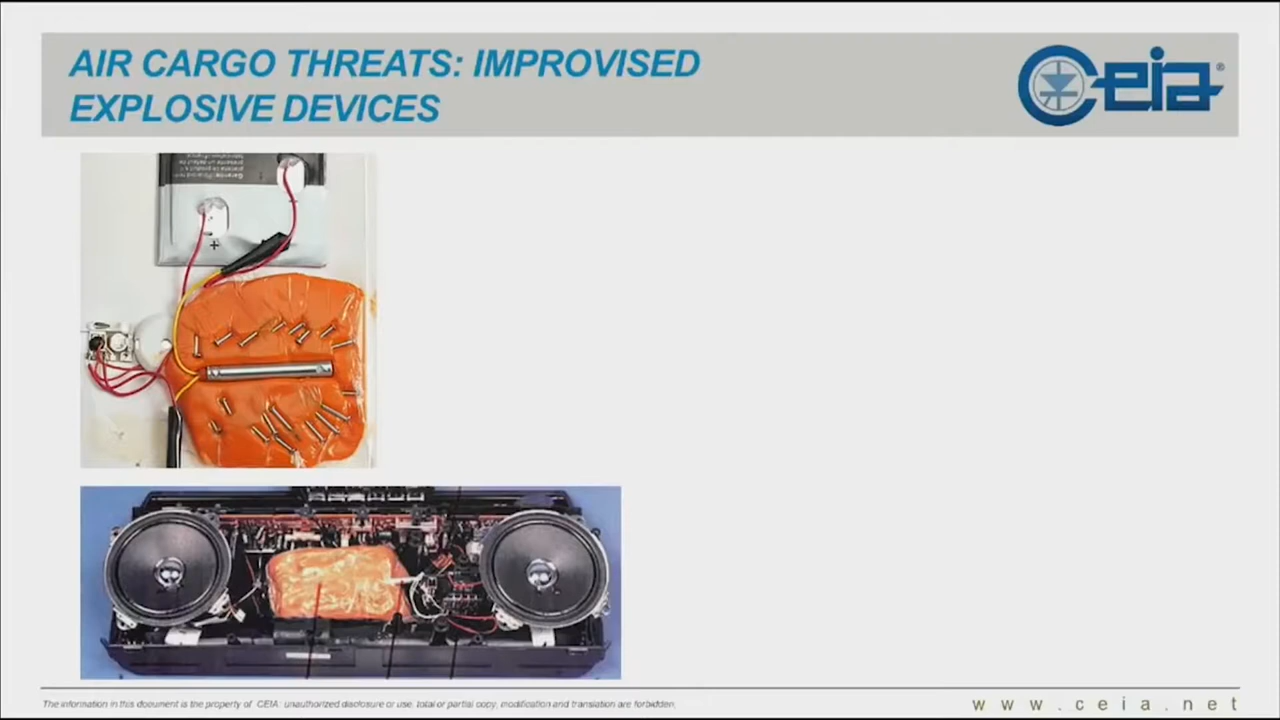 AIR CARGO THREATS: IMPROVISED
EXPLOSIVE DEVICES
Ceia®
+
The information in this document is the property of CEIA: unauthorized disclosure or use, total or partial copy, modification and translation are forbidden.
www.ceia.net